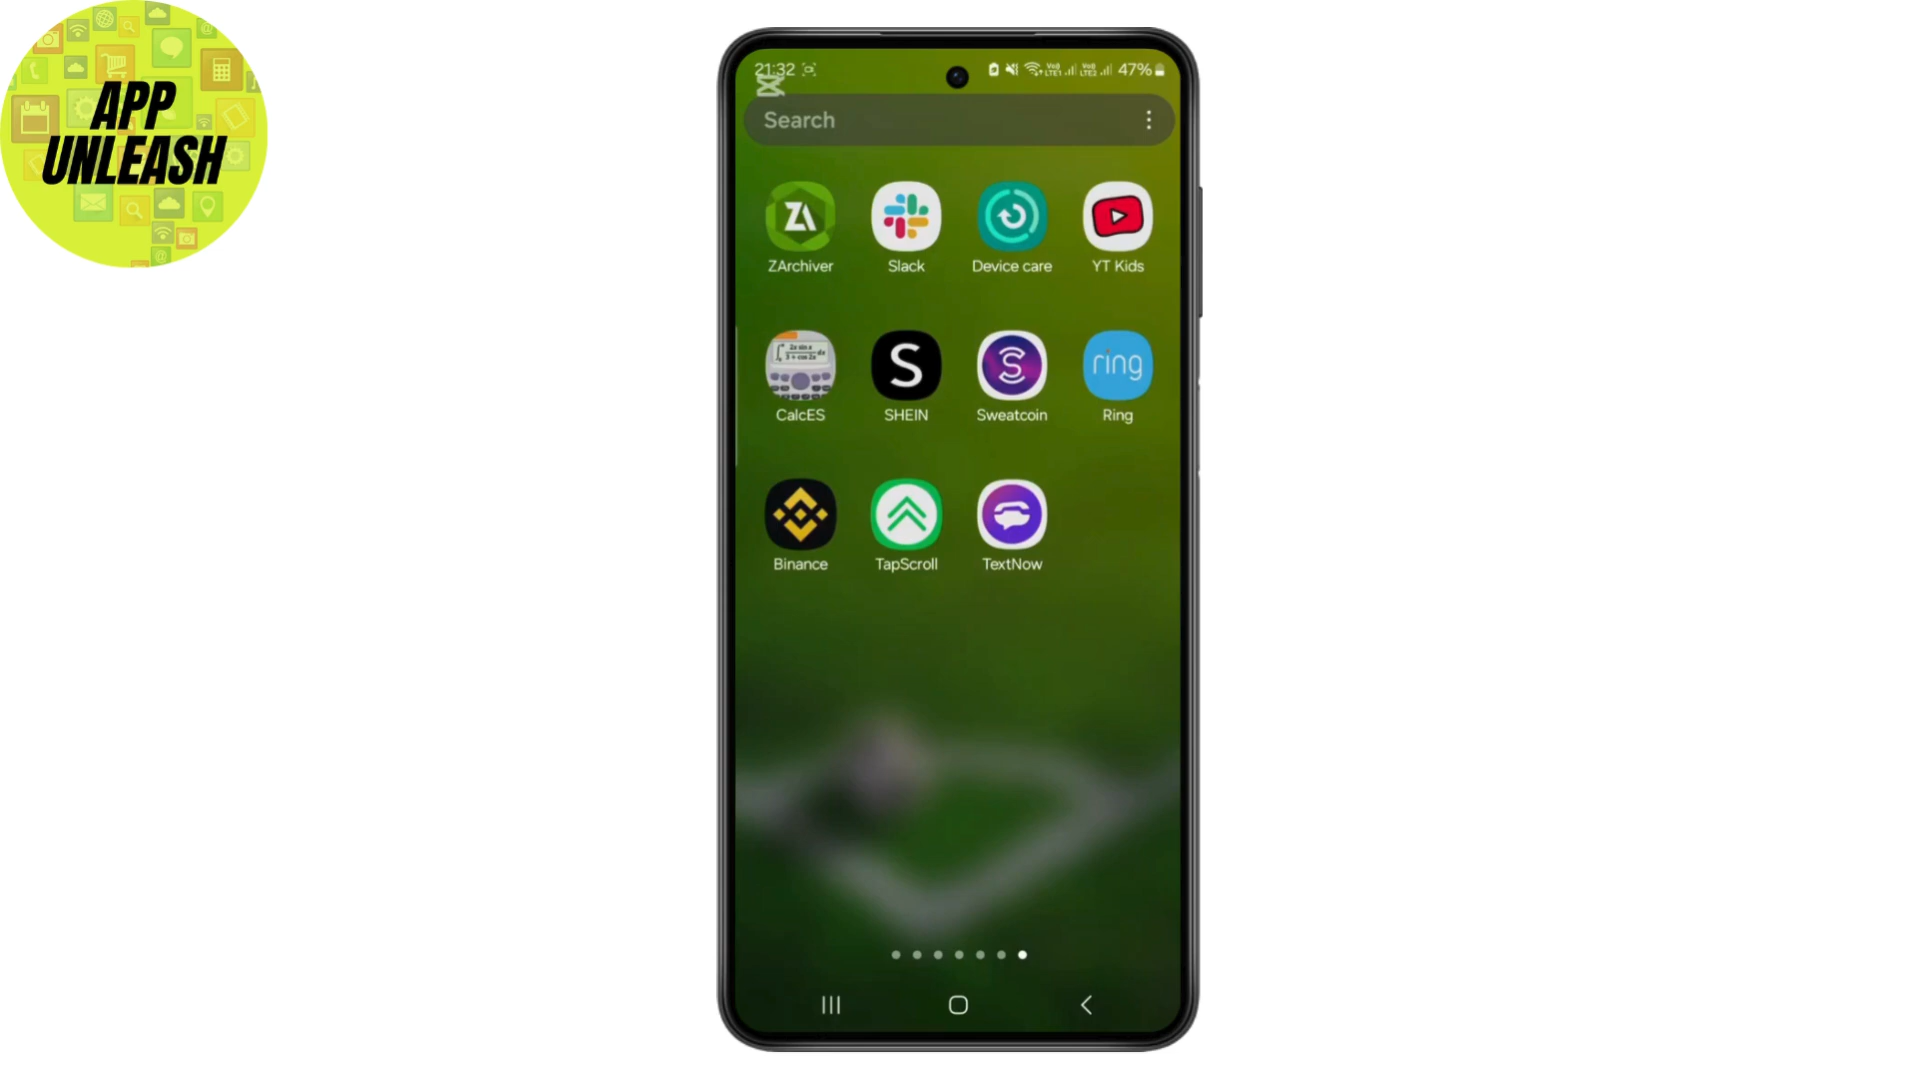 APP
UNLEASH
21:32
47%
Search
ZArchiver
Slack
Device care
YT Kids
CalcES
SHEIN
Sweatcoin
Ring
ring
Binance
TapScroll
TextNow